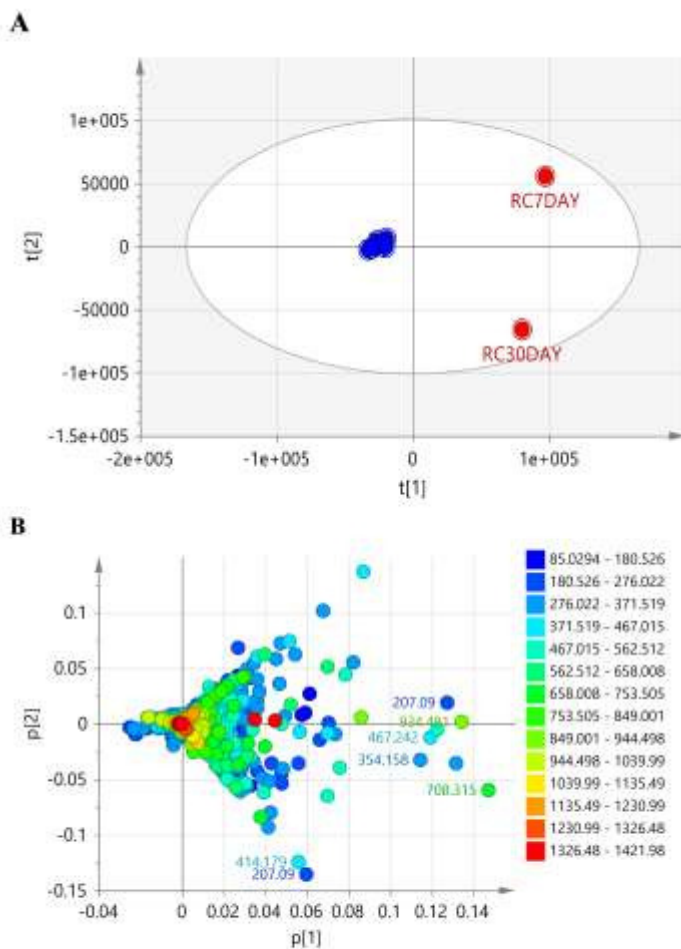 A
1e+005
50000
0
-50000
-1e+005
-1.5e+005
t[2]
RC7DAY
RC30DAY
-2e+005 -1e+005 0 1e+005
t[1]
B
0.1
0.05
0
-0.05
-0.1
-0.15
p[2]
207.09
934.481
467.242
354.158
708.315
414.179
207.09
-0.04 -0.02 0 0.02 0.04 0.06 0.08 0.1 0.12 0.14 0.16
p[1]
85.0294 - 180.526
180.526 - 276.022
276.022 - 371.519
371.519 - 467.015
467.015 - 562.512
562.512 - 658.008
658.008 - 753.505
753.505 - 849.001
849.001 - 944.498
944.498 - 1039.99
1039.99 - 1135.49
1135.49 - 1230.99
1230.99 - 1326.48
1326.48 - 1421.98